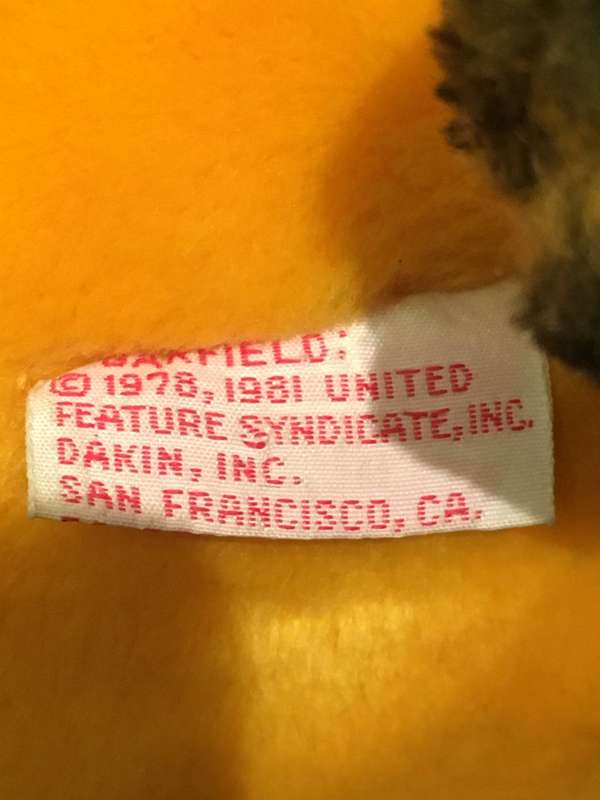 GARFIELD:
© 1978, 1981 UNITED
FEATURE SYNDICATE, INC.
DAKIN, INC.
SAN FRANCISCO, CA.